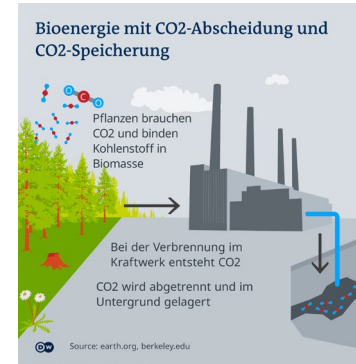 Bioenergie mit CO2-Abscheidung und
CO2-Speicherung
O C O
Pflanzen brauchen
CO2 und binden
Kohlenstoff in
Biomasse
Bei der Verbrennung im
Kraftwerk entsteht CO2
CO2 wird abgetrennt und im
Untergrund gelagert
DW Source: earth.org, berkeley.edu